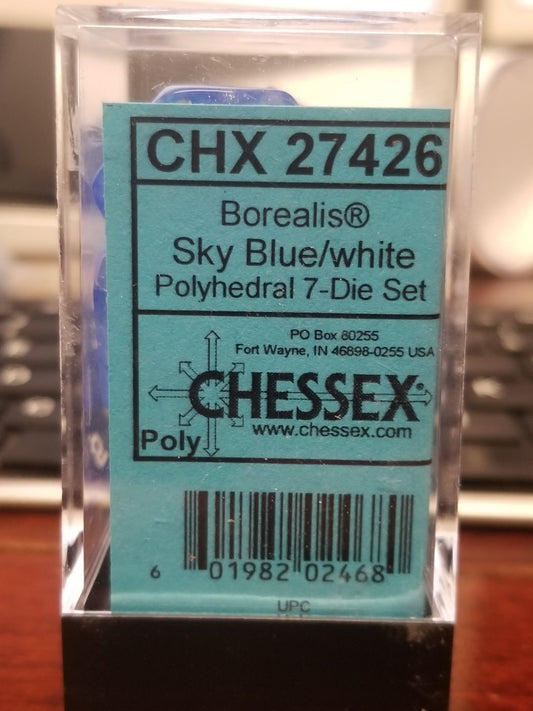 CHX 27426
Borealis®
Sky Blue/white
Polyhedral 7-Die Set
PO Box 80255
Fort Wayne, IN 46898-0255 USA
CHESSEX®
www.chessex.com
Poly
6 01982 02468
UPC